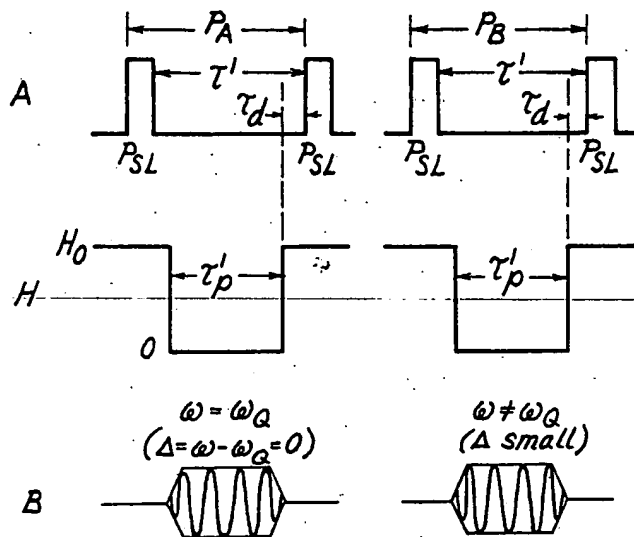 P_A P_B
A τ' τ'
τ_d τ_d
P_SL P_SL P_SL P_SL
H_0
τ'_p τ'_p
H
0
ω = ω_Q ω ≠ ω_Q
(Δ = ω - ω_Q = 0) (Δ small)
B